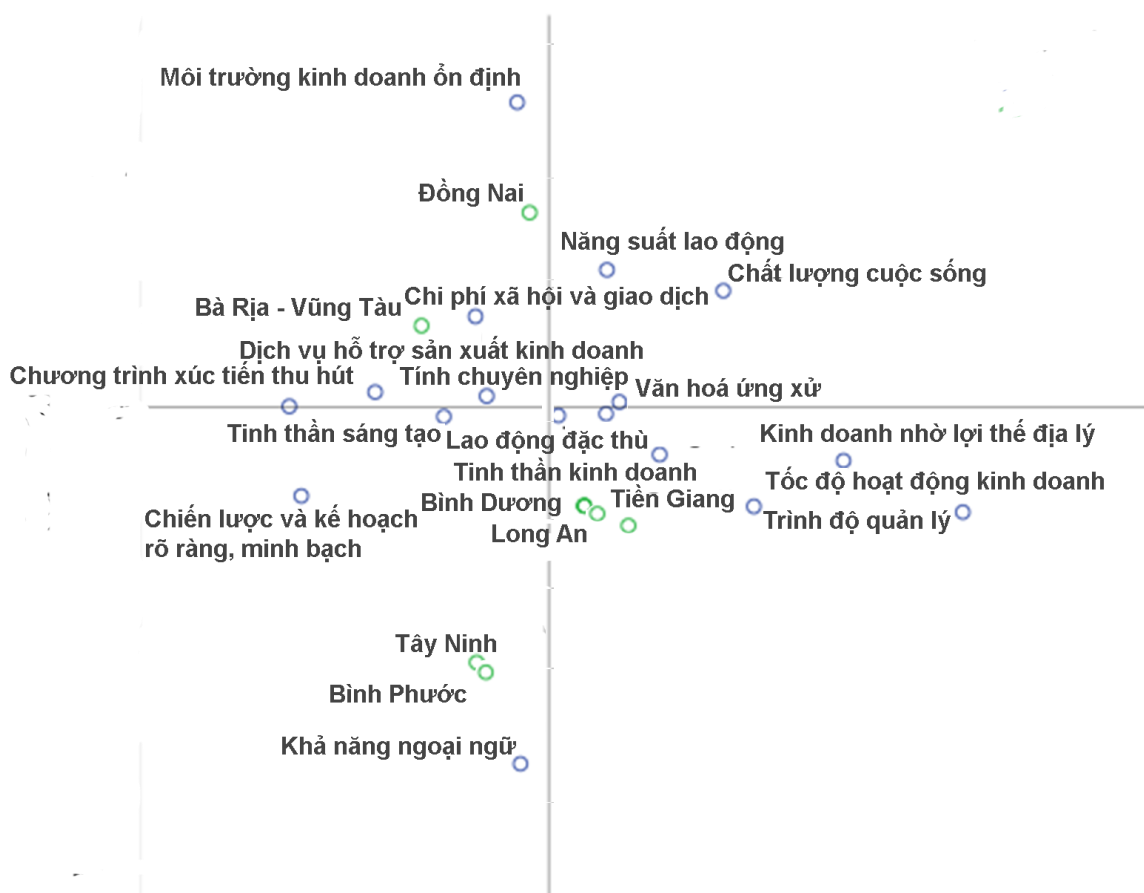 Môi trường kinh doanh ổn định
Đồng Nai
Năng suất lao động
Chất lượng cuộc sống
Chi phí xã hội và giao dịch
Bà Rịa - Vũng Tàu
Dịch vụ hỗ trợ sản xuất kinh doanh
Chương trình xúc tiến thu hút
Tính chuyên nghiệp
Văn hoá ứng xử
Tinh thần sáng tạo
Lao động đặc thù
Kinh doanh nhờ lợi thế địa lý
Tinh thần kinh doanh
Tốc độ hoạt động kinh doanh
Bình Dương
Tiền Giang
Chiến lược và kế hoạch
rõ ràng, minh bạch
Trình độ quản lý
Long An
Tây Ninh
Bình Phước
Khả năng ngoại ngữ